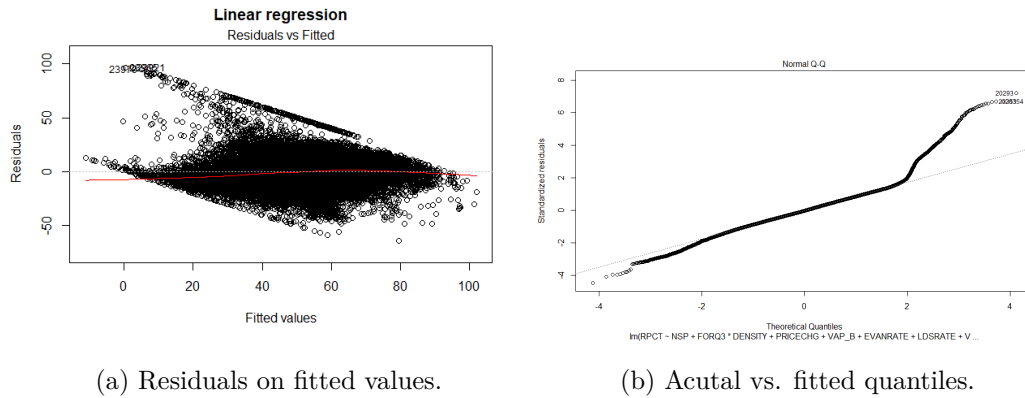 Linear regression
Residuals vs Fitted
Residuals
100
50
0
50
0
20
40
60
80
100
Fitted values
(a) Residuals on fitted values.
Normal Q-Q
20293
Standardized residuals
8
6
4
2
0
-2
-4
-4
-2
0
2
4
Theoretical Quantiles
lm(RPCT ~ NSP + FORQ3 * DENSITY + PRICECHG + VAP_B + EVANRATE + LDSRATE + V ...
(b) Acutal vs. fitted quantiles.